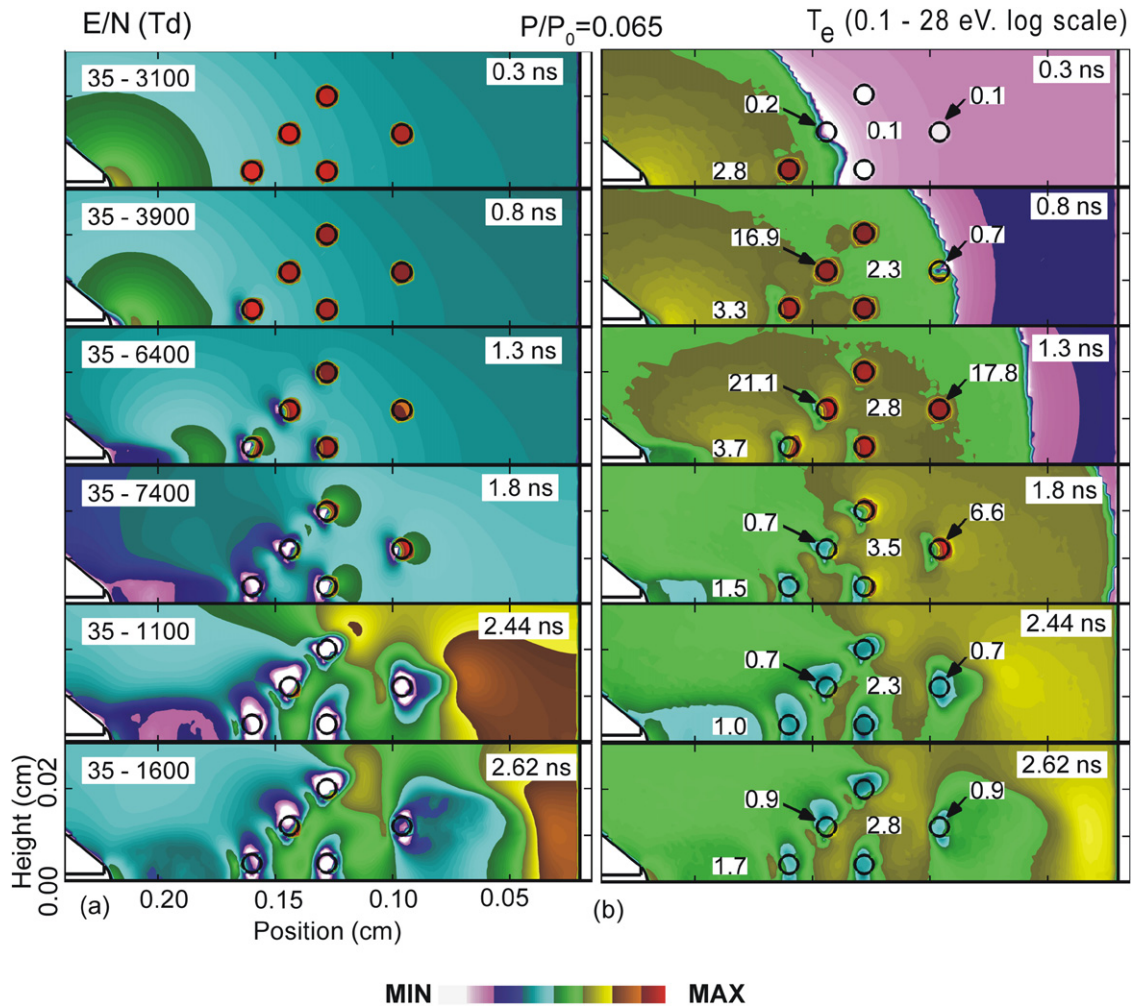 E/N (Td) P/P0=0.065 Te (0.1 - 28 eV. log scale)
35 - 3100 0.3 ns 0.3 ns
0.2 0.1 0.1
2.8
35 - 3900 0.8 ns 0.8 ns
16.9 2.3 0.7
3.3
35 - 6400 1.3 ns 1.3 ns
21.1 2.8 17.8
3.7
35 - 7400 1.8 ns 1.8 ns
0.7 3.5 6.6
1.5
35 - 1100 2.44 ns 2.44 ns
0.7 2.3 0.7
1.0
35 - 1600 2.62 ns 2.62 ns
0.9 2.8 0.9
1.7
Height (cm)
0.00 0.02
(a) 0.20 0.15 0.10 0.05 (b)
Position (cm)
MIN MAX